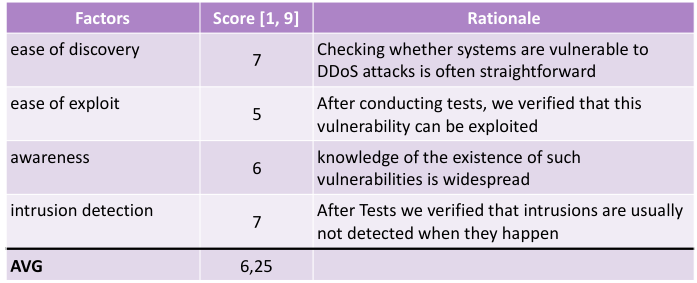 Factors Score [1, 9] Rationale
ease of discovery 7 Checking whether systems are vulnerable to
DDoS attacks is often straightforward
ease of exploit 5 After conducting tests, we verified that this
vulnerability can be exploited
awareness 6 knowledge of the existence of such
vulnerabilities is widespread
intrusion detection 7 After Tests we verified that intrusions are usually
not detected when they happen
AVG 6,25